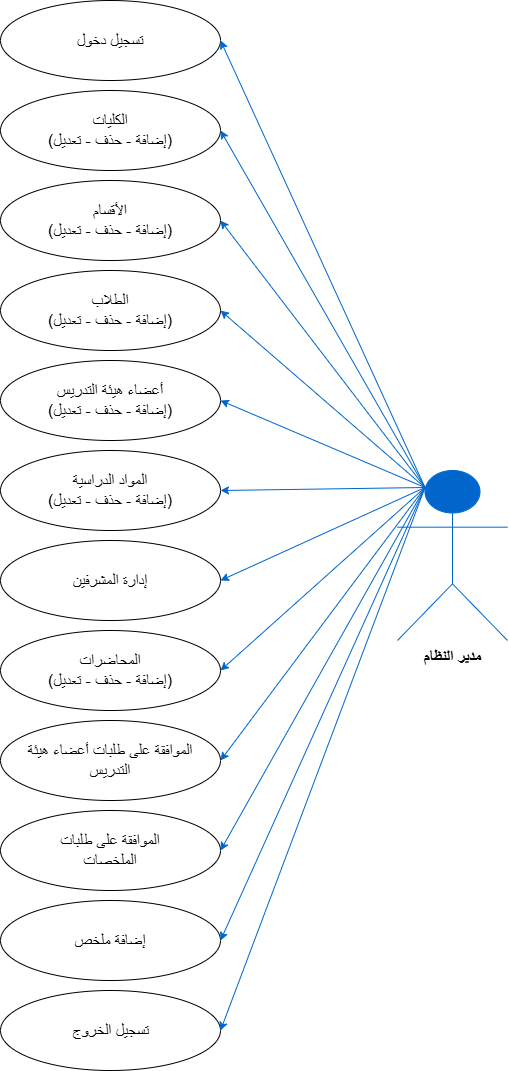 تسجيل دخول
الكليات
(إضافة - حذف - تعديل)
الأقسام
(إضافة - حذف - تعديل)
الطلاب
(إضافة - حذف - تعديل)
أعضاء هيئة التدريس
(إضافة - حذف - تعديل)
المواد الدراسية
(إضافة - حذف - تعديل)
إدارة المشرفين
المحاضرات
(إضافة - حذف - تعديل)
الموافقة على طلبات أعضاء هيئة
التدريس
الموافقة على طلبات
الملخصات
إضافة ملخص
تسجيل الخروج
مدير النظام